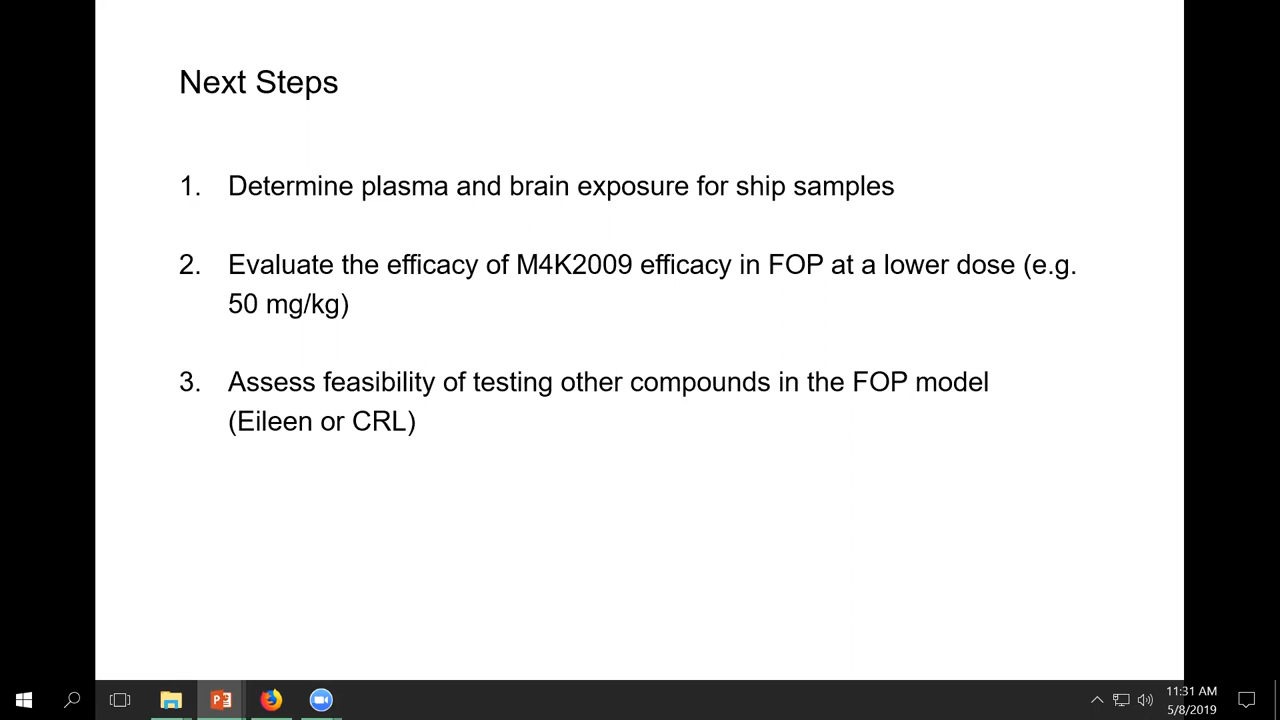 Next Steps
1. Determine plasma and brain exposure for ship samples
2. Evaluate the efficacy of M4K2009 efficacy in FOP at a lower dose (e.g.
50 mg/kg)
3. Assess feasibility of testing other compounds in the FOP model
(Eileen or CRL)
11:31 AM
5/8/2019